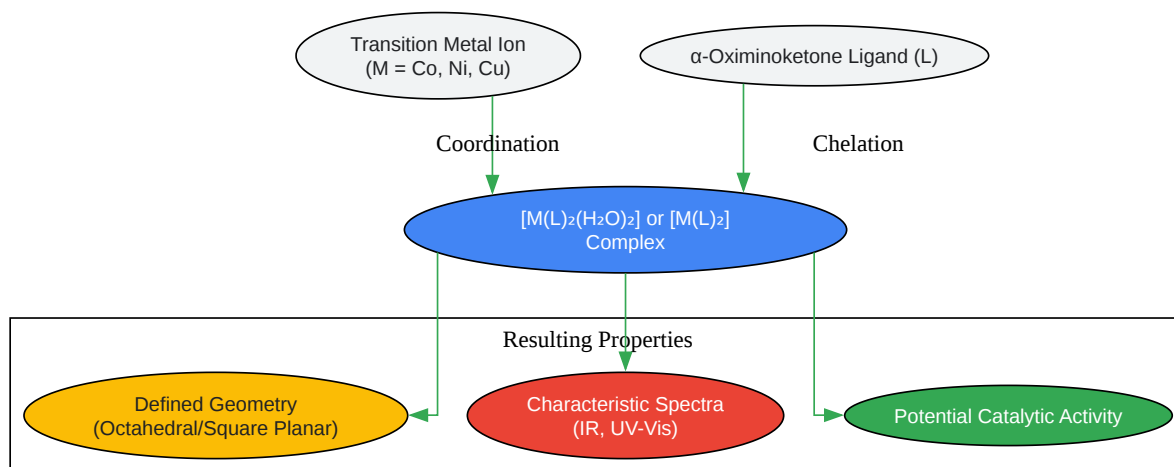 Transition Metal Ion
(M = Co, Ni, Cu)
α-Oximinoketone Ligand (L)
Coordination
Chelation
[M(L)₂(H₂O)₂] or [M(L)₂]
Complex
Resulting Properties
Defined Geometry
(Octahedral/Square Planar)
Characteristic Spectra
(IR, UV-Vis)
Potential Catalytic Activity